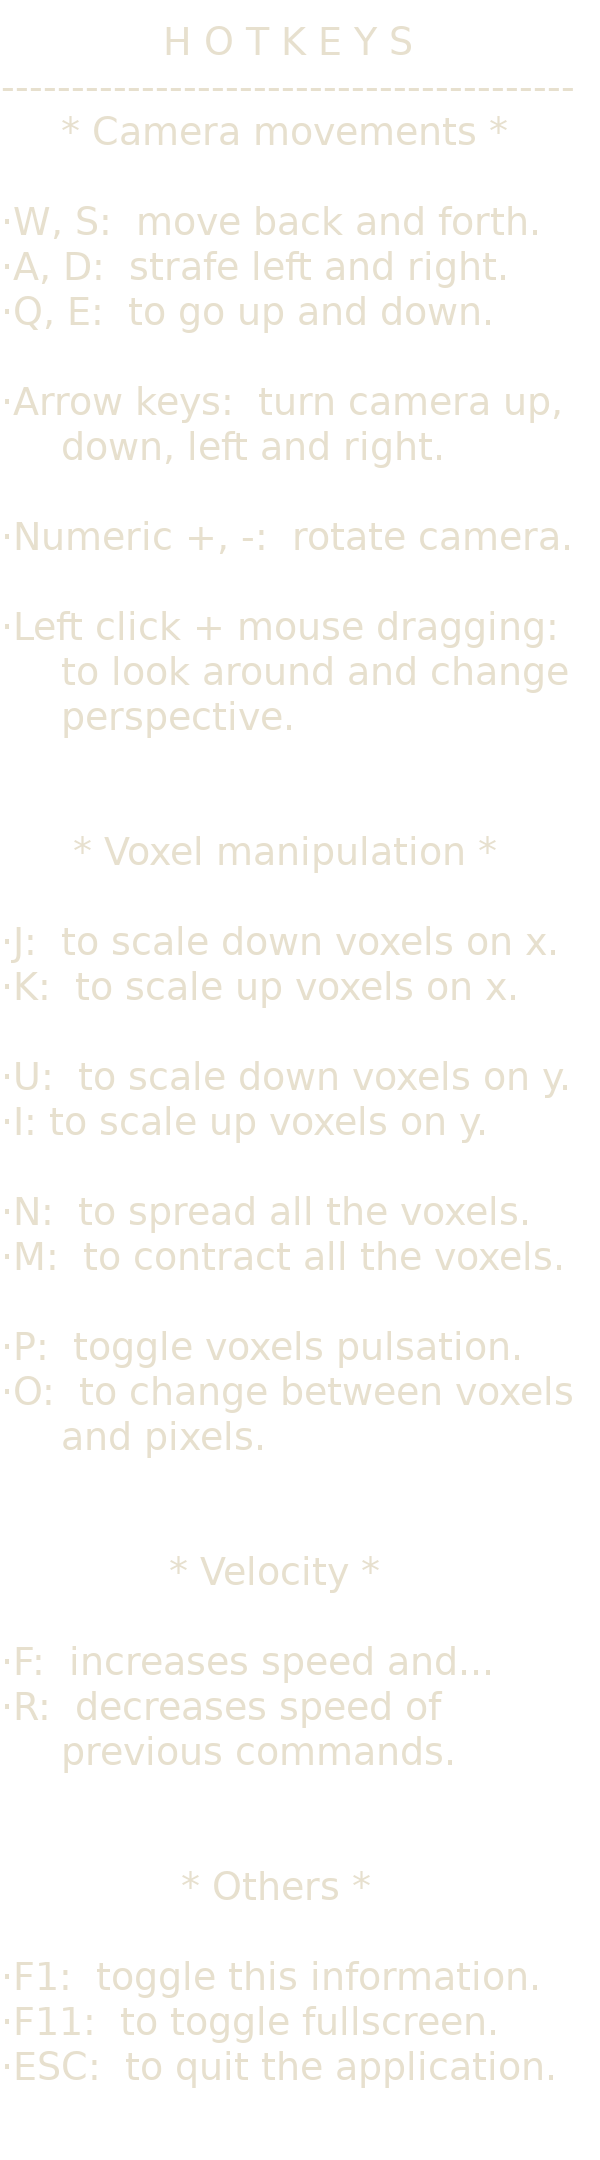 H O T K E Y S
-----------------------------------------
* Camera movements *
·W, S:  move back and forth.
·A, D:  strafe left and right.
·Q, E:  to go up and down.
·Arrow keys:  turn camera up,
down, left and right.
·Numeric +, -:  rotate camera.
·Left click + mouse dragging:
to look around and change
perspective.
* Voxel manipulation *
·J:  to scale down voxels on x.
·K:  to scale up voxels on x.
·U:  to scale down voxels on y.
·I: to scale up voxels on y.
·N:  to spread all the voxels.
·M:  to contract all the voxels.
·P:  toggle voxels pulsation.
·O:  to change between voxels
and pixels.
* Velocity *
·F:  increases speed and...
·R:  decreases speed of
previous commands.
* Others *
·F1:  toggle this information.
·F11:  to toggle fullscreen.
·ESC:  to quit the application.